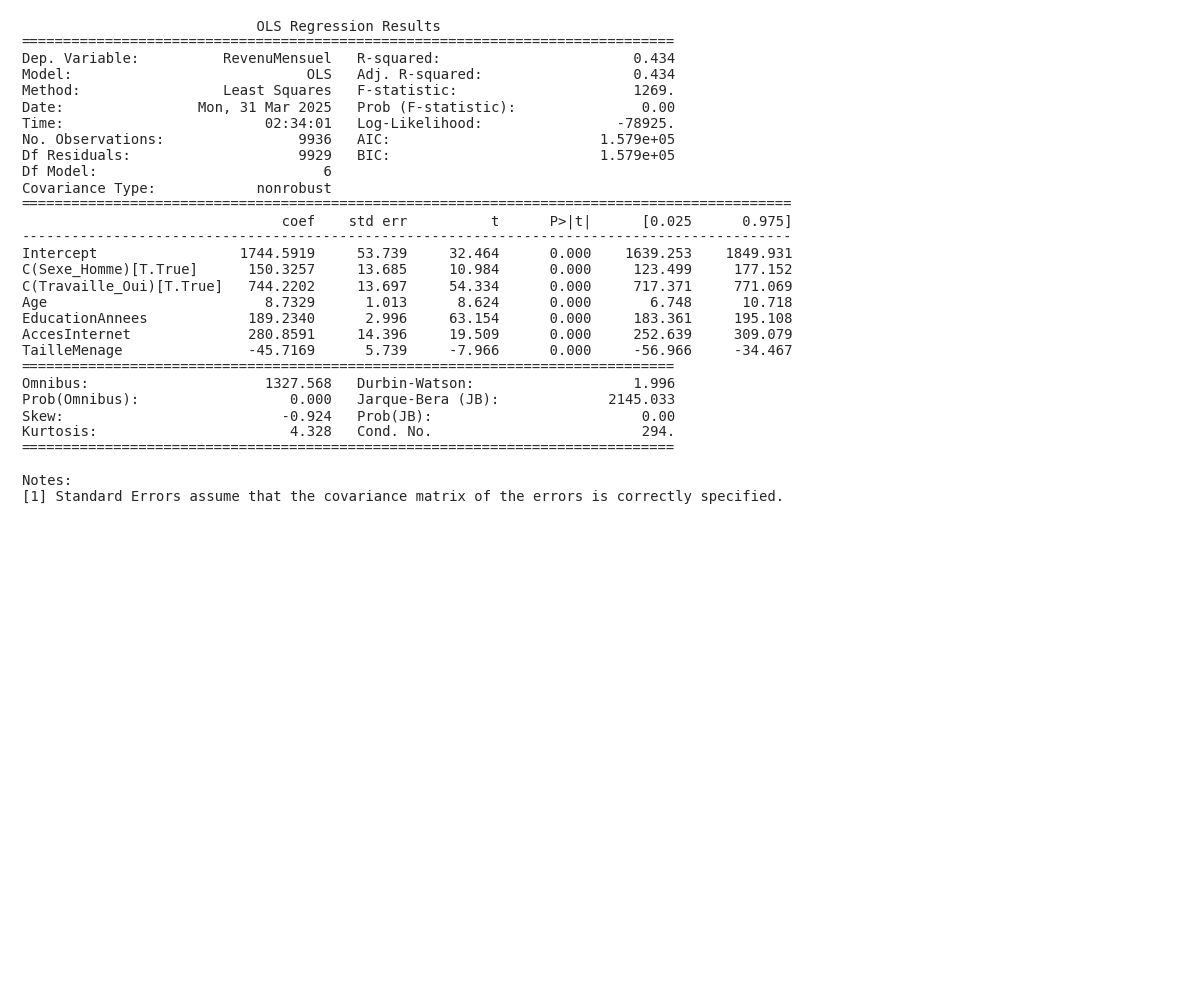 OLS Regression Results
==============================================================================
Dep. Variable:          RevenuMensuel   R-squared:                       0.434
Model:                            OLS   Adj. R-squared:                  0.434
Method:                 Least Squares   F-statistic:                     1269.
Date:                Mon, 31 Mar 2025   Prob (F-statistic):               0.00
Time:                        02:34:01   Log-Likelihood:                -78925.
No. Observations:                9936   AIC:                         1.579e+05
Df Residuals:                    9929   BIC:                         1.579e+05
Df Model:                           6
Covariance Type:            nonrobust
============================================================================================
                               coef    std err          t      P>|t|      [0.025      0.975]
--------------------------------------------------------------------------------------------
Intercept                 1744.5919     53.739     32.464      0.000    1639.253    1849.931
C(Sexe_Homme)[T.True]      150.3257     13.685     10.984      0.000     123.499     177.152
C(Travaille_Oui)[T.True]   744.2202     13.697     54.334      0.000     717.371     771.069
Age                          8.7329      1.013      8.624      0.000       6.748      10.718
EducationAnnees            189.2340      2.996     63.154      0.000     183.361     195.108
AccesInternet              280.8591     14.396     19.509      0.000     252.639     309.079
TailleMenage               -45.7169      5.739     -7.966      0.000     -56.966     -34.467
==============================================================================
Omnibus:                     1327.568   Durbin-Watson:                   1.996
Prob(Omnibus):                  0.000   Jarque-Bera (JB):             2145.033
Skew:                          -0.924   Prob(JB):                         0.00
Kurtosis:                       4.328   Cond. No.                         294.
==============================================================================

Notes:
[1] Standard Errors assume that the covariance matrix of the errors is correctly specified.